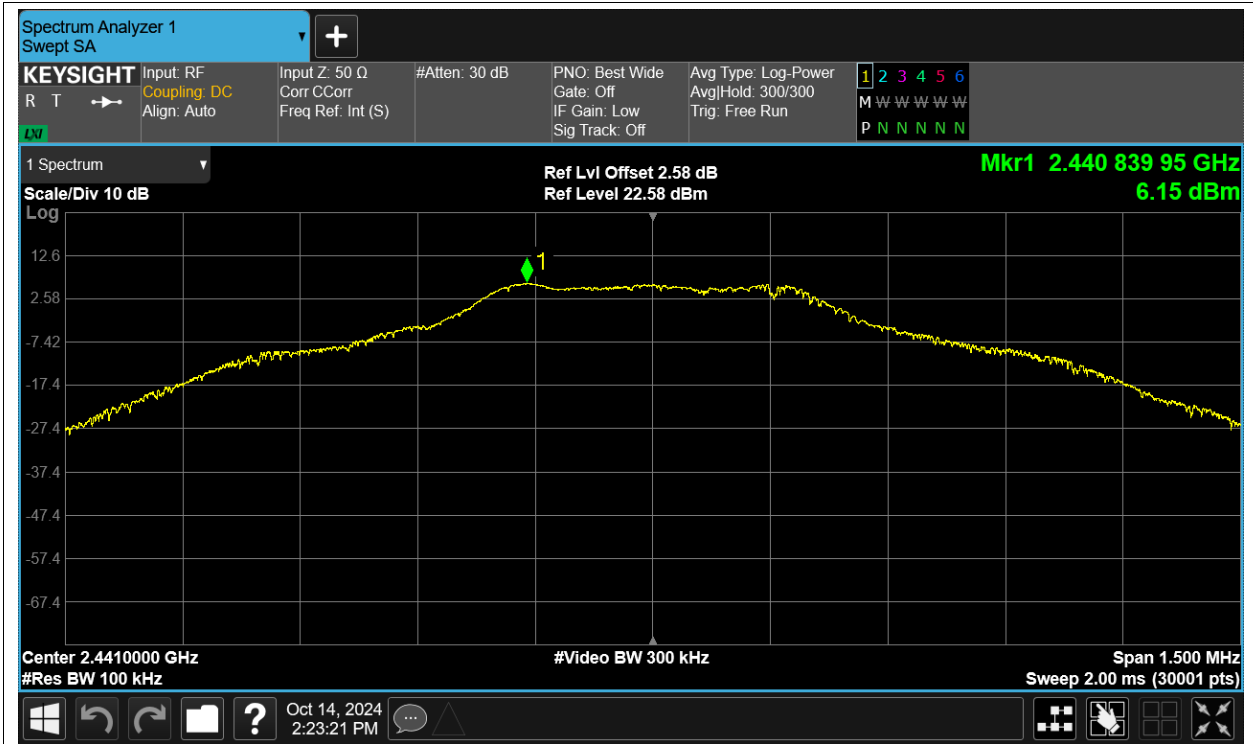 Spectrum Analyzer 1
Swept SA
KEYSIGHT
R T
LXI
Input: RF
Coupling: DC
Align: Auto
Input Z: 50 Ω
Corr CCorr
Freq Ref: Int (S)
#Atten: 30 dB
PNO: Best Wide
Gate: Off
IF Gain: Low
Sig Track: Off
Avg Type: Log-Power
Avg|Hold: 300/300
Trig: Free Run
1 2 3 4 5 6
M W W W W W
P N N N N N
1 Spectrum
Scale/Div 10 dB
Log
Ref Lvl Offset 2.58 dB
Ref Level 22.58 dBm
Mkr1 2.440 839 95 GHz
6.15 dBm
1
12.6
2.58
-7.42
-17.4
-27.4
-37.4
-47.4
-57.4
-67.4
Center 2.4410000 GHz
#Video BW 300 kHz
Span 1.500 MHz
#Res BW 100 kHz
Sweep 2.00 ms (30001 pts)
?
Oct 14, 2024
2:23:21 PM